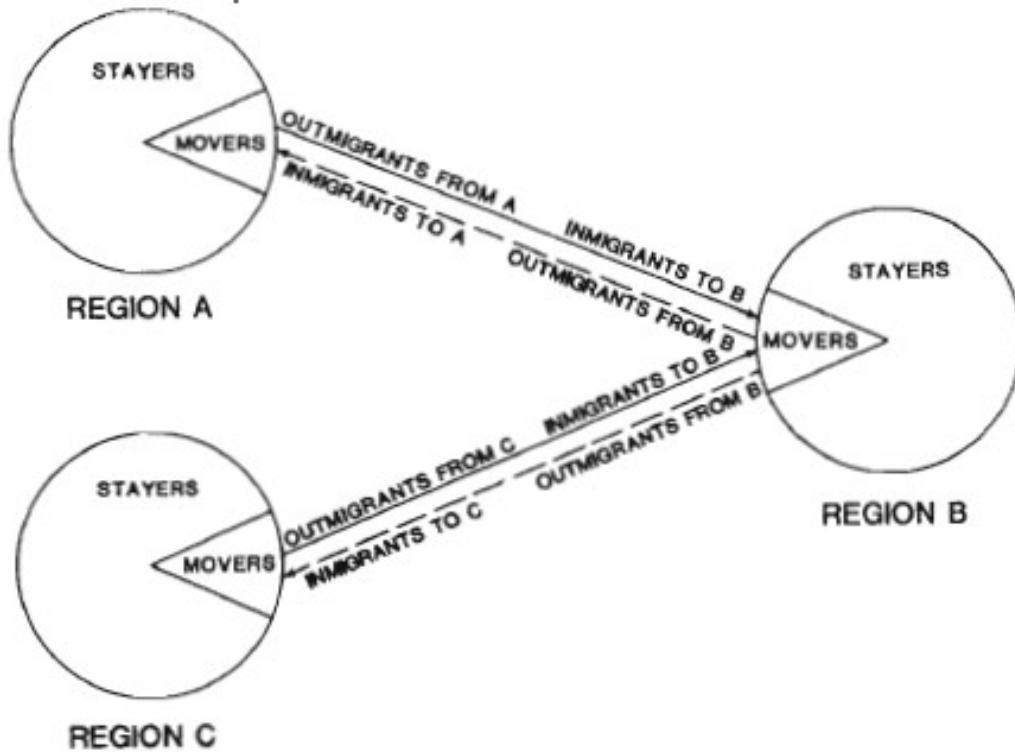 STAYERS
MOVERS
OUTMIGRANTS FROM A
INMIGRANTS TO B
INMIGRANTS TO A
OUTMIGRANTS FROM B
REGION A
STAYERS
MOVERS
REGION B
STAYERS
MOVERS
OUTMIGRANTS FROM C
INMIGRANTS TO B
INMIGRANTS TO C
OUTMIGRANTS FROM B
REGION C